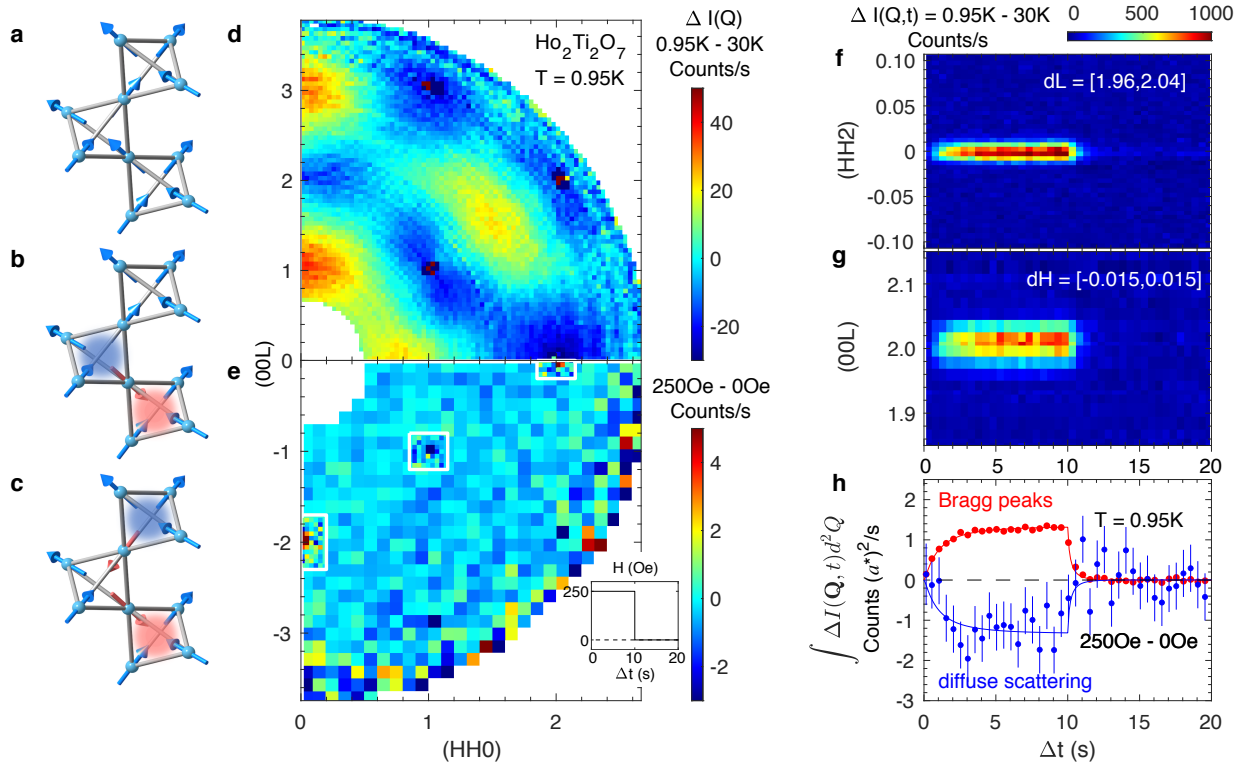 a
b
c
d
Ho2Ti2O7
T = 0.95K
Δ I(Q)
0.95K - 30K
Counts/s
40
20
0
-20
3
2
1
0
(00L)
e
250Oe - 0Oe
Counts/s
4
2
0
-2
-1
-2
-3
H (Oe)
250
0
0 10 20
Δt (s)
0 1 2
(HH0)
Δ I(Q,t) = 0.95K - 30K
Counts/s
0 500 1000
f
dL = [1.96,2.04]
0.10
0.05
0
-0.05
-0.10
(HH2)
g
dH = [-0.015,0.015]
2.1
2.0
1.9
(00L)
0 5 10 15 20
h
Bragg peaks
T = 0.95K
250Oe - 0Oe
diffuse scattering
2
1
0
-1
-2
-3
∫ ΔI(Q, t)d²Q
Counts (a*)²/s
0 5 10 15 20
Δt (s)